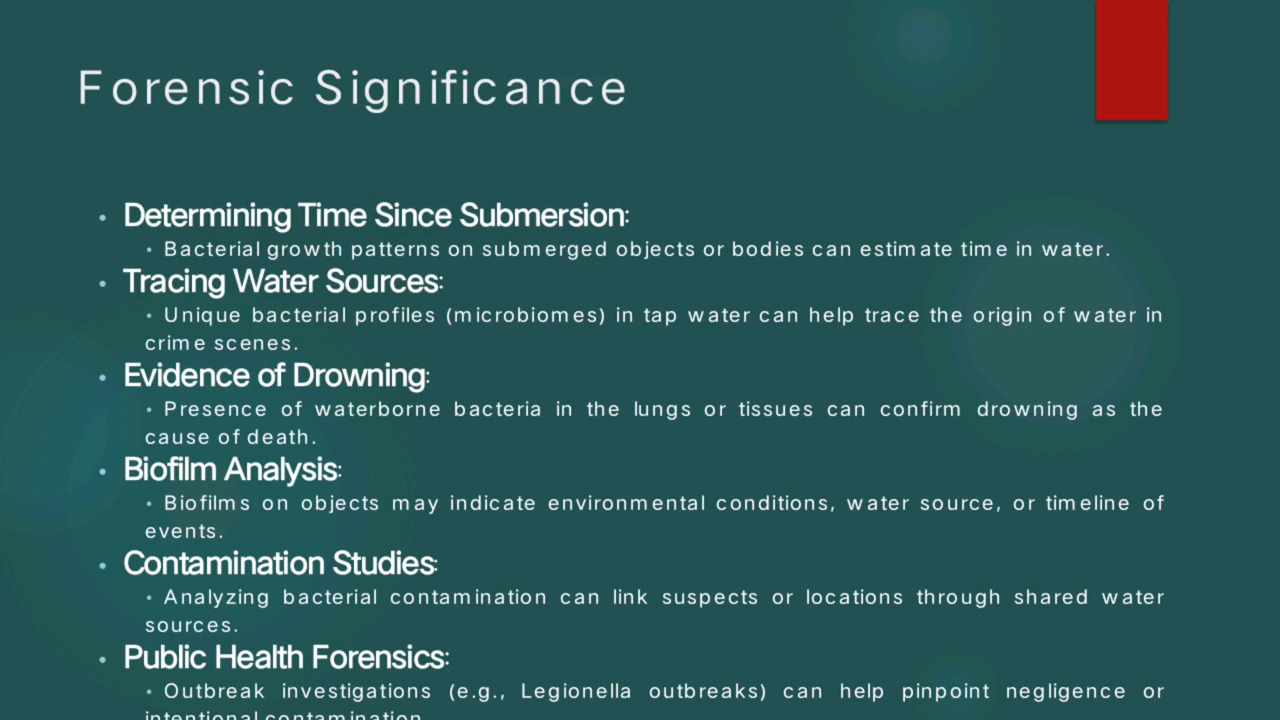 Forensic Significance
• Determining Time Since Submersion:
• Bacterial growth patterns on submerged objects or bodies can estimate time in water.
• Tracing Water Sources:
• Unique bacterial profiles (microbiomes) in tap water can help trace the origin of water in
crime scenes.
• Evidence of Drowning:
• Presence of waterborne bacteria in the lungs or tissues can confirm drowning as the
cause of death.
• Biofilm Analysis:
• Biofilms on objects may indicate environmental conditions, water source, or timeline of
events.
• Contamination Studies:
• Analyzing bacterial contamination can link suspects or locations through shared water
sources.
• Public Health Forensics:
• Outbreak investigations (e.g., Legionella outbreaks) can help pinpoint negligence or
intentional contamination.